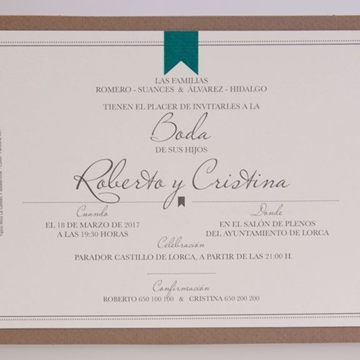 LAS FAMILIAS
ROMERO - SUANCES & ÁLVAREZ - HIDALGO
TIENEN EL PLACER DE INVITARLES A LA
Boda
DE SUS HIJOS
Roberto y Cristina
Cuando
EL 18 DE MARZO DE 2017
A LAS 19:30 HORAS
Donde
EN EL SALÓN DE PLENOS
DEL AYUNTAMIENTO DE LORCA
Celebración
PARADOR CASTILLO DE LORCA, A PARTIR DE LAS 21:00 H.
Confirmación
ROBERTO 650 100 100 & CRISTINA 650 200 200